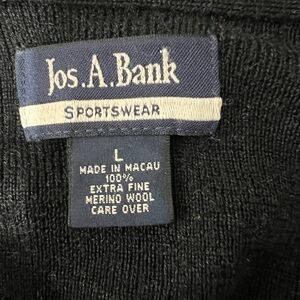 Jos. A. Bank
SPORTSWEAR
L
MADE IN MACAU
100%
EXTRA FINE
MERINO WOOL
CARE OVER